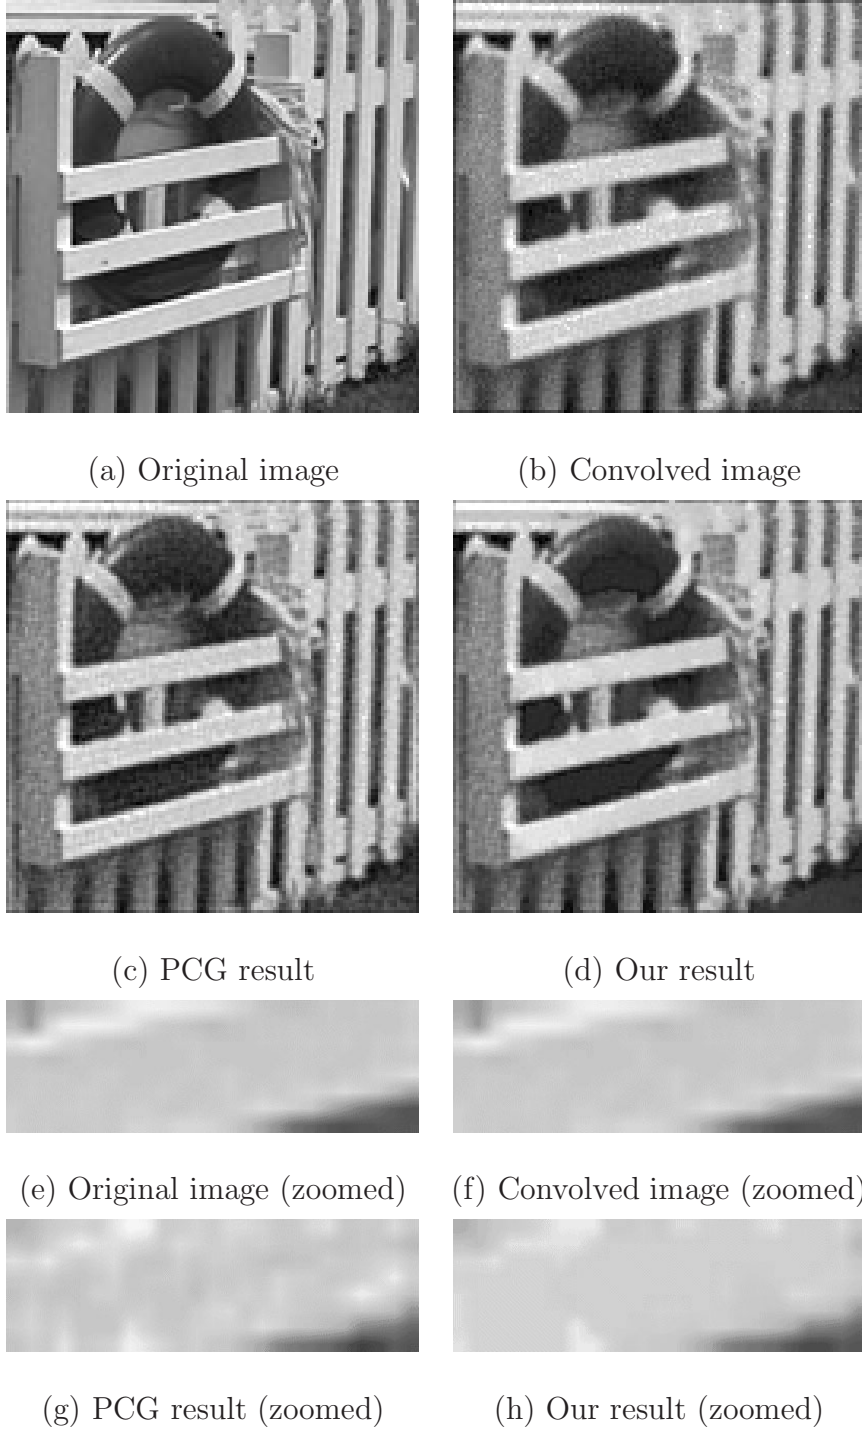 (a) Original image
(b) Convolved image
(c) PCG result
(d) Our result
(e) Original image (zoomed)
(f) Convolved image (zoomed)
(g) PCG result (zoomed)
(h) Our result (zoomed)